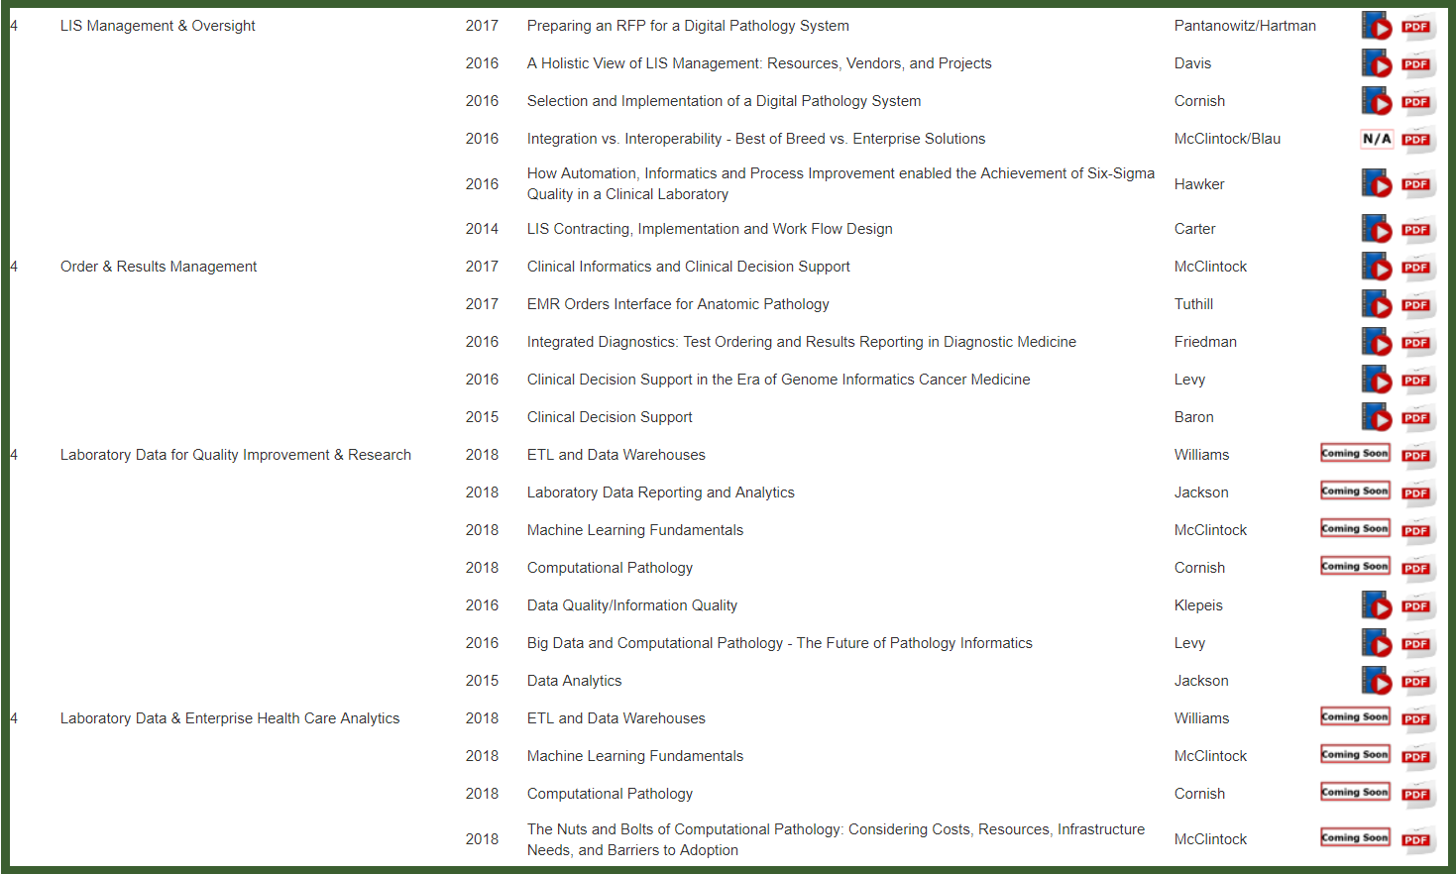 4 LIS Management & Oversight 2017 Preparing an RFP for a Digital Pathology System Pantanowitz/Hartman PDF
2016 A Holistic View of LIS Management: Resources, Vendors, and Projects Davis PDF
2016 Selection and Implementation of a Digital Pathology System Cornish PDF
2016 Integration vs. Interoperability - Best of Breed vs. Enterprise Solutions McClintock/Blau N/A PDF
2016 How Automation, Informatics and Process Improvement enabled the Achievement of Six-Sigma
Quality in a Clinical Laboratory Hawker PDF
2014 LIS Contracting, Implementation and Work Flow Design Carter PDF
4 Order & Results Management 2017 Clinical Informatics and Clinical Decision Support McClintock PDF
2017 EMR Orders Interface for Anatomic Pathology Tuthill PDF
2016 Integrated Diagnostics: Test Ordering and Results Reporting in Diagnostic Medicine Friedman PDF
2016 Clinical Decision Support in the Era of Genome Informatics Cancer Medicine Levy PDF
2015 Clinical Decision Support Baron PDF
4 Laboratory Data for Quality Improvement & Research 2018 ETL and Data Warehouses Williams Coming Soon PDF
2018 Laboratory Data Reporting and Analytics Jackson Coming Soon PDF
2018 Machine Learning Fundamentals McClintock Coming Soon PDF
2018 Computational Pathology Cornish Coming Soon PDF
2016 Data Quality/Information Quality Klepeis PDF
2016 Big Data and Computational Pathology - The Future of Pathology Informatics Levy PDF
2015 Data Analytics Jackson PDF
4 Laboratory Data & Enterprise Health Care Analytics 2018 ETL and Data Warehouses Williams Coming Soon PDF
2018 Machine Learning Fundamentals McClintock Coming Soon PDF
2018 Computational Pathology Cornish Coming Soon PDF
2018 The Nuts and Bolts of Computational Pathology: Considering Costs, Resources, Infrastructure
Needs, and Barriers to Adoption McClintock Coming Soon PDF